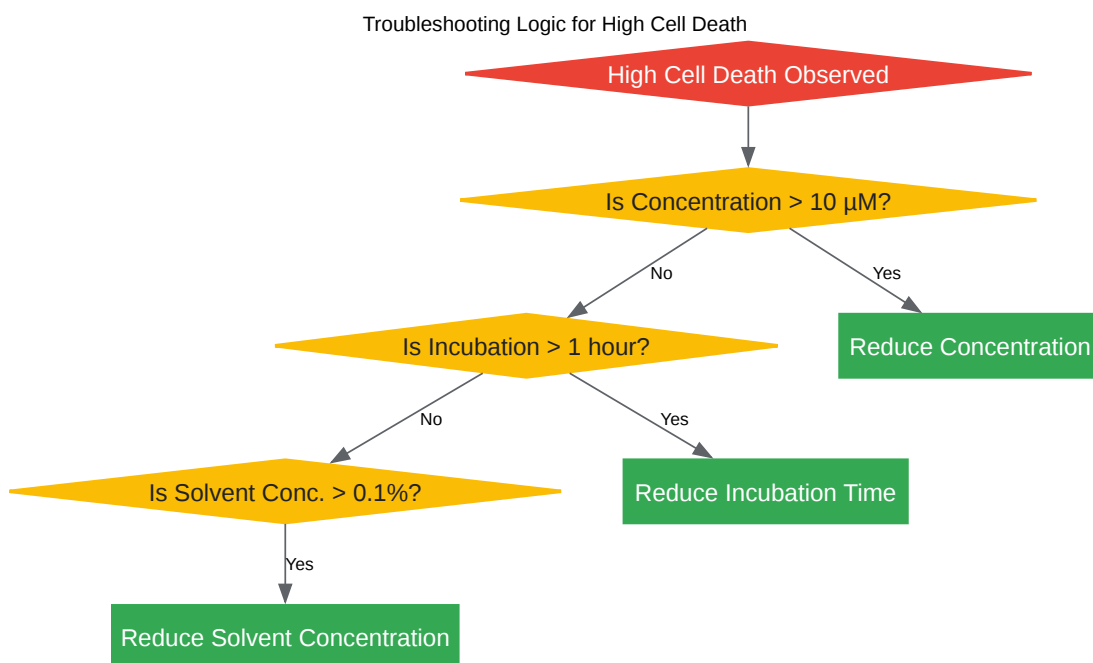 Troubleshooting Logic for High Cell Death
High Cell Death Observed
Is Concentration > 10 µM?
No
Yes
Is Incubation > 1 hour?
Reduce Concentration
No
Yes
Is Solvent Conc. > 0.1%?
Reduce Incubation Time
Yes
Reduce Solvent Concentration